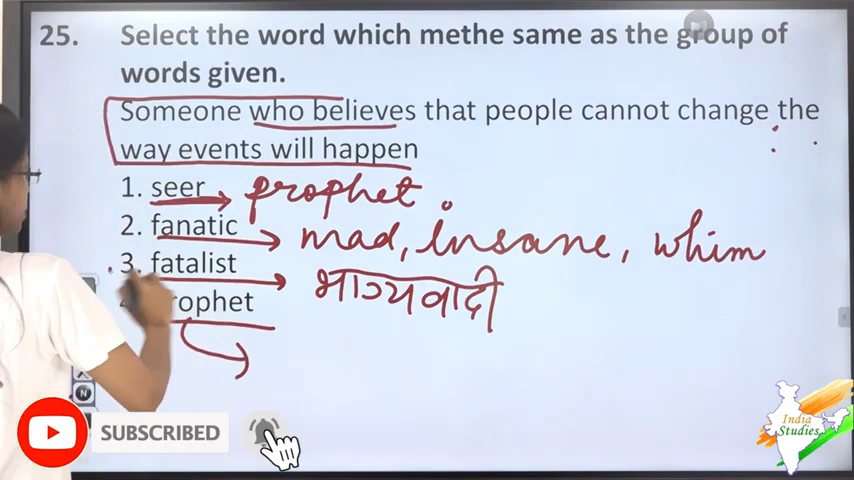 25. Select the word which methe same as the group of
words given.
Someone who believes that people cannot change the
way events will happen
1. seer → prophet
2. fanatic → mad, insane, whim
3. fatalist → भाग्यवादी
prophet
N
SUBSCRIBED
India
Studies